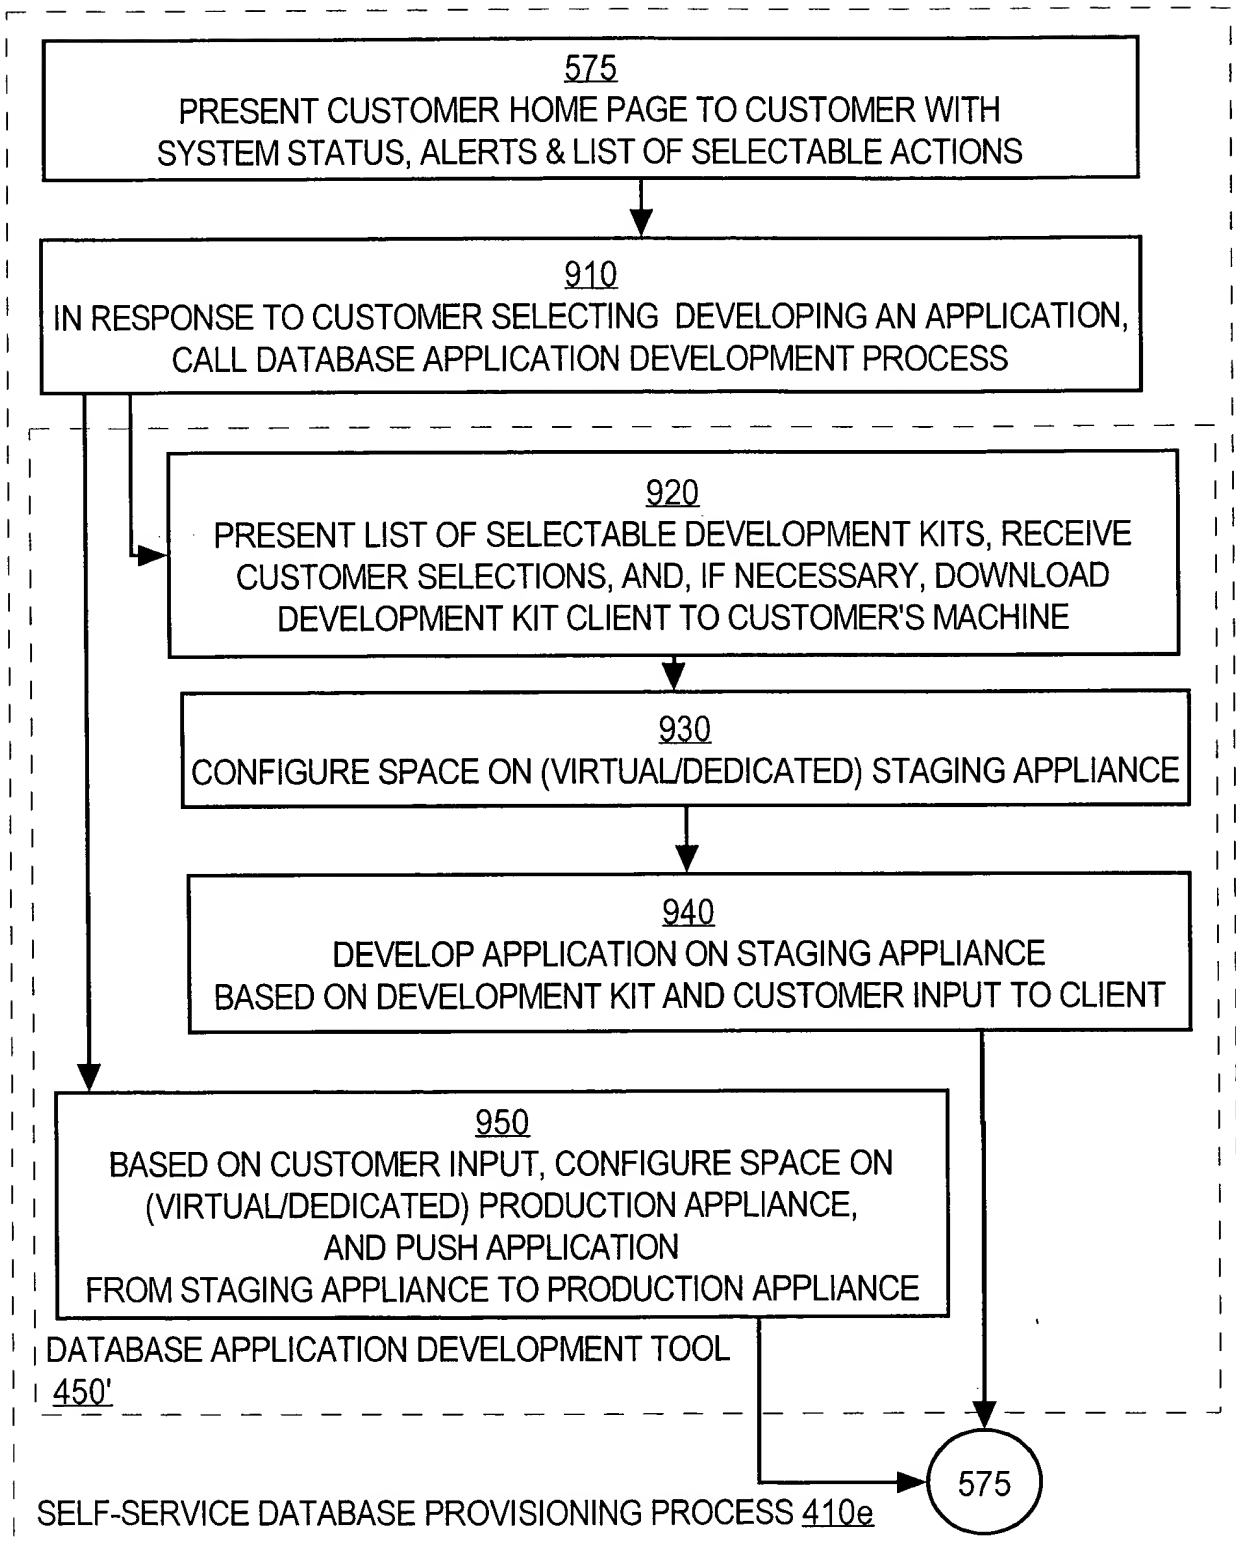 575
PRESENT CUSTOMER HOME PAGE TO CUSTOMER WITH
SYSTEM STATUS, ALERTS & LIST OF SELECTABLE ACTIONS
910
IN RESPONSE TO CUSTOMER SELECTING DEVELOPING AN APPLICATION,
CALL DATABASE APPLICATION DEVELOPMENT PROCESS
920
PRESENT LIST OF SELECTABLE DEVELOPMENT KITS, RECEIVE
CUSTOMER SELECTIONS, AND, IF NECESSARY, DOWNLOAD
DEVELOPMENT KIT CLIENT TO CUSTOMER'S MACHINE
930
CONFIGURE SPACE ON (VIRTUAL/DEDICATED) STAGING APPLIANCE
940
DEVELOP APPLICATION ON STAGING APPLIANCE
BASED ON DEVELOPMENT KIT AND CUSTOMER INPUT TO CLIENT
950
BASED ON CUSTOMER INPUT, CONFIGURE SPACE ON
(VIRTUAL/DEDICATED) PRODUCTION APPLIANCE,
AND PUSH APPLICATION
FROM STAGING APPLIANCE TO PRODUCTION APPLIANCE
DATABASE APPLICATION DEVELOPMENT TOOL
450'
575
SELF-SERVICE DATABASE PROVISIONING PROCESS 410e